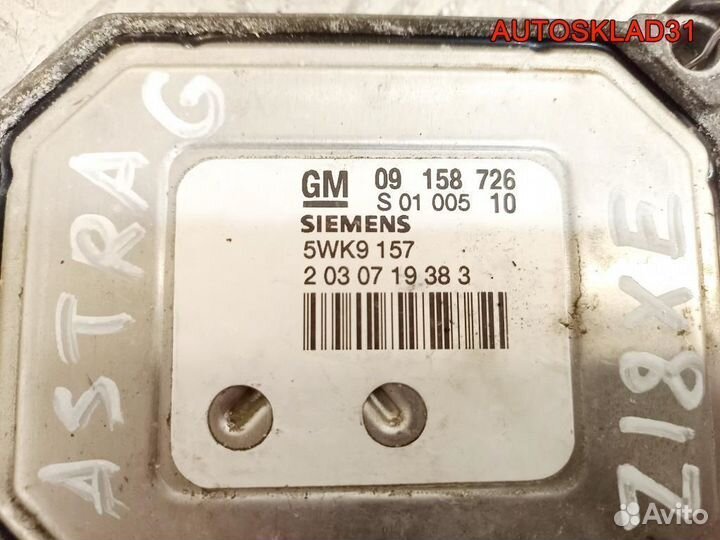 AUTOSKLAD31
ASTRA G
GM 09 158 726
S 01 005 10
SIEMENS
5WK9 157
2 03 07 19 38 3
Z18XE
Avito